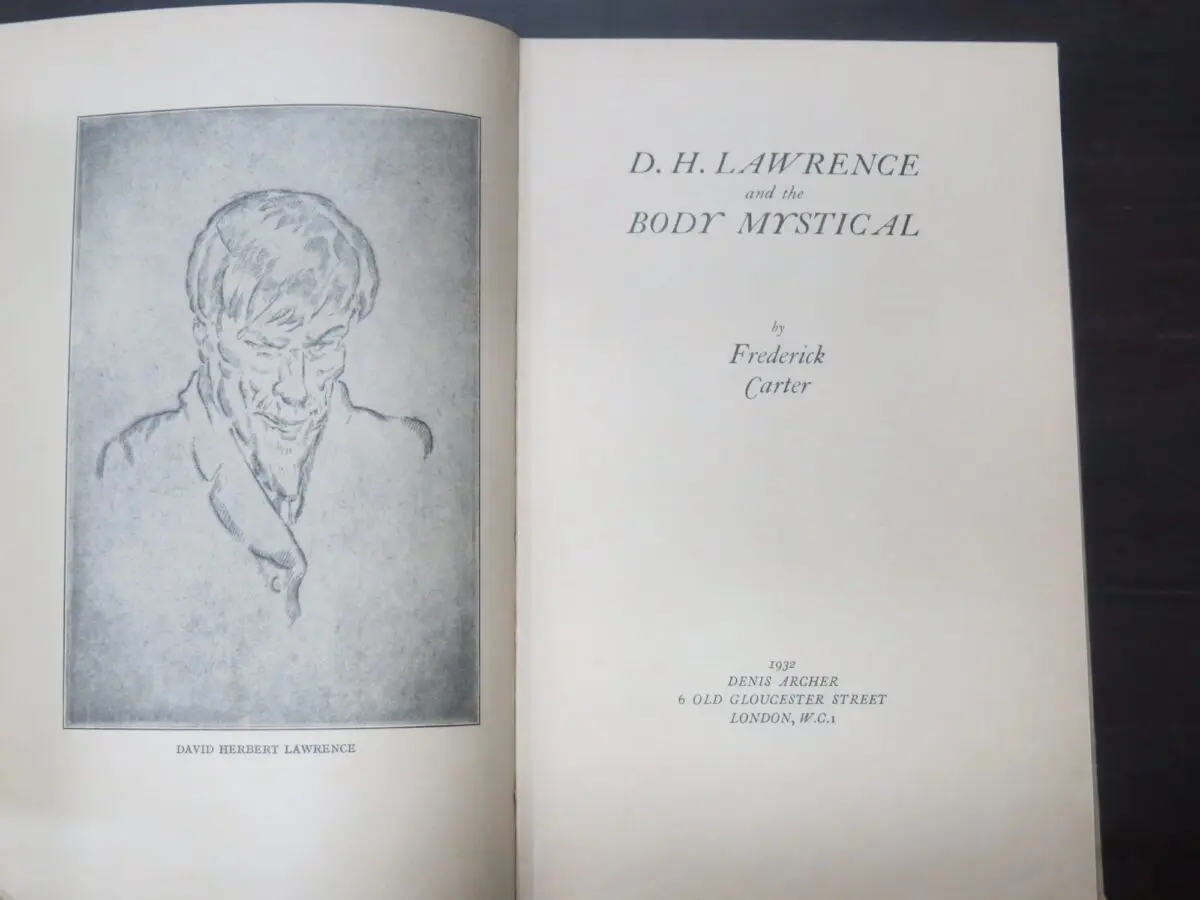 DAVID HERBERT LAWRENCE
D. H. LAWRENCE
and the
BODY MYSTICAL
by
Frederick
Carter
1932
DENIS ARCHER
6 OLD GLOUCESTER STREET
LONDON, W.C.1